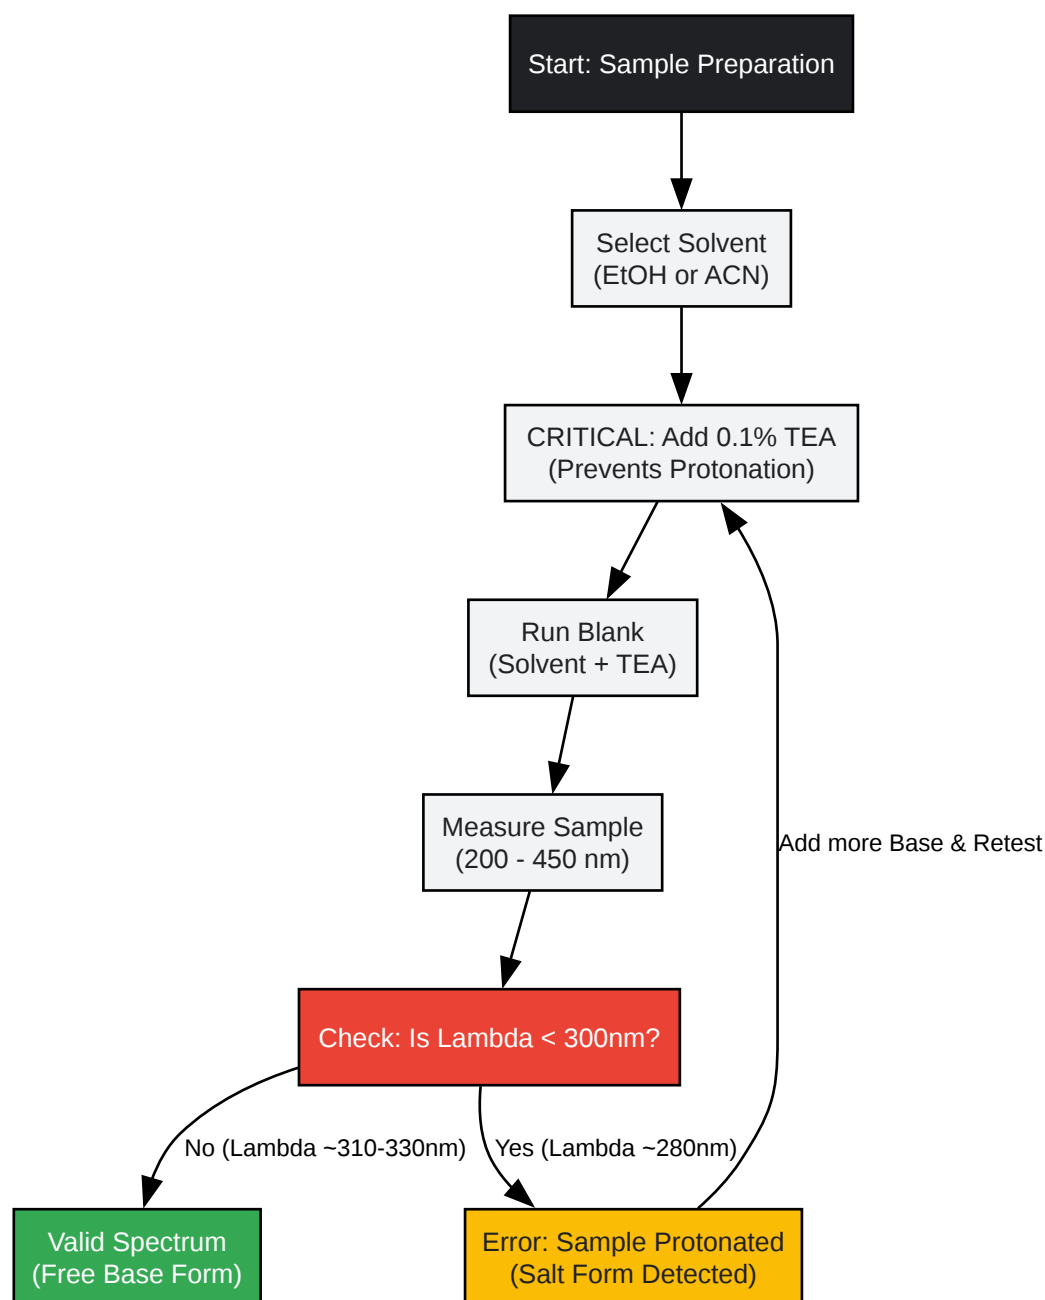 Start: Sample Preparation
Select Solvent
(EtOH or ACN)
CRITICAL: Add 0.1% TEA
(Prevents Protonation)
Run Blank
(Solvent + TEA)
Measure Sample
(200 - 450 nm)
Add more Base & Retest
Check: Is Lambda < 300nm?
No (Lambda ~310-330nm)
Yes (Lambda ~280nm)
Valid Spectrum
(Free Base Form)
Error: Sample Protonated
(Salt Form Detected)